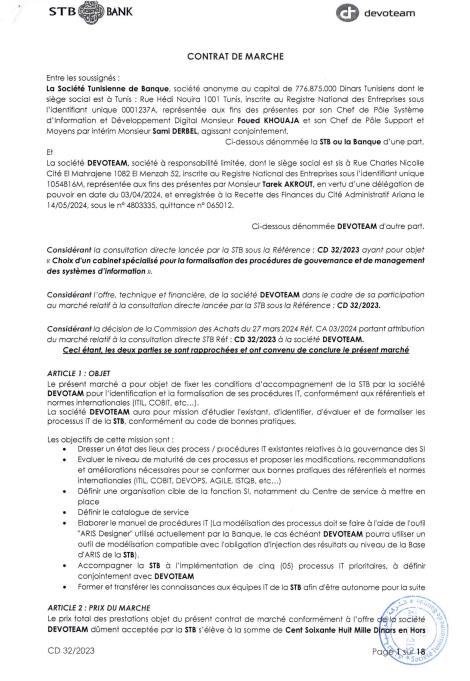 STB BANK
devoteam
CONTRAT DE MARCHE
Entre les soussignés :
La Société Tunisienne de Banque, société anonyme au capital de 776.875.000 Dinars Tunisiens dont le
siège social est à Tunis : Rue Hédi Nouira 1001 Tunis, inscrite au Registre National des Entreprises sous
l'identifiant unique 0001237A, représentée aux fins des présentes par son Chef de Pôle Système
d'Information et Développement Digital Monsieur Foued KHOUAJA et son Chef de Pôle Support et
Moyens par intérim Monsieur Sami DERBEL, agissant conjointement.
Ci-dessous dénommée la STB ou la Banque d'une part.
Et
La société DEVOTEAM, société à responsabilité limitée, dont le siège social est sis à Rue Charles Nicolle
Cité El Mahrajene 1082 El Menzah 52, inscrite au Registre National des Entreprises sous l'identifiant unique
1054816M, représentée aux fins des présentes par Monsieur Tarek AKROUT, en vertu d'une délégation de
pouvoir en date du 03/04/2024, et enregistrée à la Recette des Finances du Cité Administratif Ariana le
14/05/2024, sous le n° 4803335, quittance n° 065012.
Ci-dessous dénommée DEVOTEAM d'autre part.
Considérant la consultation directe lancée par la STB sous la Référence : CD 32/2023 ayant pour objet
« Choix d'un cabinet spécialisé pour la formalisation des procédures de gouvernance et de management
des systèmes d'information ».
Considérant l'offre, technique et financière, de la société DEVOTEAM dans le cadre de sa participation
au marché relatif à la consultation directe lancée par la STB sous la Référence : CD 32/2023.
Considérant la décision de la Commission des Achats du 27 mars 2024 Réf. CA 03/2024 portant attribution
du marché relatif à la consultation directe STB Réf : CD 32/2023 à la société DEVOTEAM.
Ceci étant, les deux parties se sont rapprochées et ont convenu de conclure le présent marché
ARTICLE 1 : OBJET
Le présent marché a pour objet de fixer les conditions d'accompagnement de la STB par la société
DEVOTAM pour l'identification et la formalisation de ses procédures IT, conformément aux référentiels et
normes internationales (ITIL, COBIT, etc...).
La société DEVOTEAM aura pour mission d'étudier l'existant, d'identifier, d'évaluer et de formaliser les
processus IT de la STB, conformément au code de bonnes pratiques.
Les objectifs de cette mission sont :
• Dresser un état des lieux des process / procédures IT existantes relatives à la gouvernance des SI
• Evaluer le niveau de maturité de ces processus et proposer les modifications, recommandations
et améliorations nécessaires pour se conformer aux bonnes pratiques des référentiels et normes
internationales (ITIL, COBIT, DEVOPS, AGILE, ISTQB, etc...)
• Définir une organisation cible de la fonction SI, notamment du Centre de service à mettre en
place
• Définir le catalogue de service
• Elaborer le manuel de procédures IT (La modélisation des processus doit se faire à l'aide de l'outil
"ARIS Designer" utilisé actuellement par la Banque, le cas échéant DEVOTEAM pourra utiliser un
outil de modélisation compatible avec l'obligation d'injection des résultats au niveau de la Base
d'ARIS de la STB).
• Accompagner la STB à l'implémentation de cinq (05) processus IT prioritaires, à définir
conjointement avec DEVOTEAM
• Former et transférer les connaissances aux équipes IT de la STB afin d'être autonome pour la suite
ARTICLE 2 : PRIX DU MARCHE
Le prix total des prestations objet du présent contrat de marché conformément à l'offre de la société
DEVOTEAM dûment acceptée par la STB s'élève à la somme de Cent Soixante Huit Mille Dinars en Hors
CD 32/2023
Page 1 sur 18